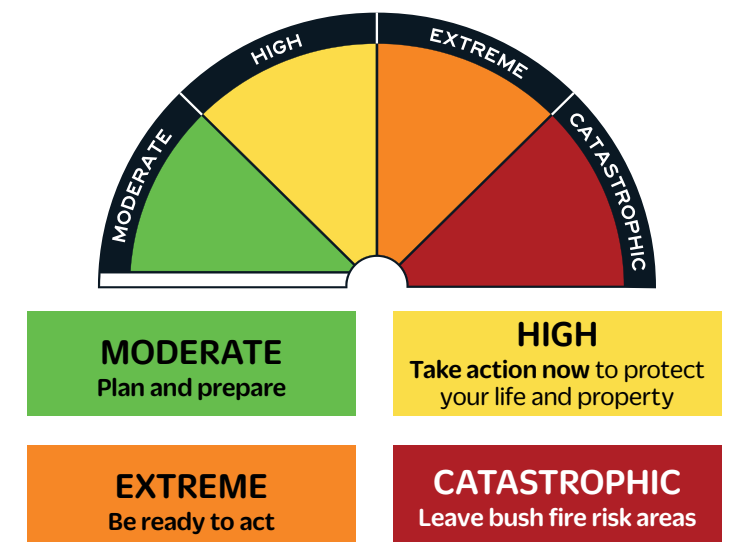 MODERATE
HIGH
EXTREME
CATASTROPHIC
MODERATE
Plan and prepare
HIGH
Take action now to protect
your life and property
EXTREME
Be ready to act
CATASTROPHIC
Leave bush fire risk areas